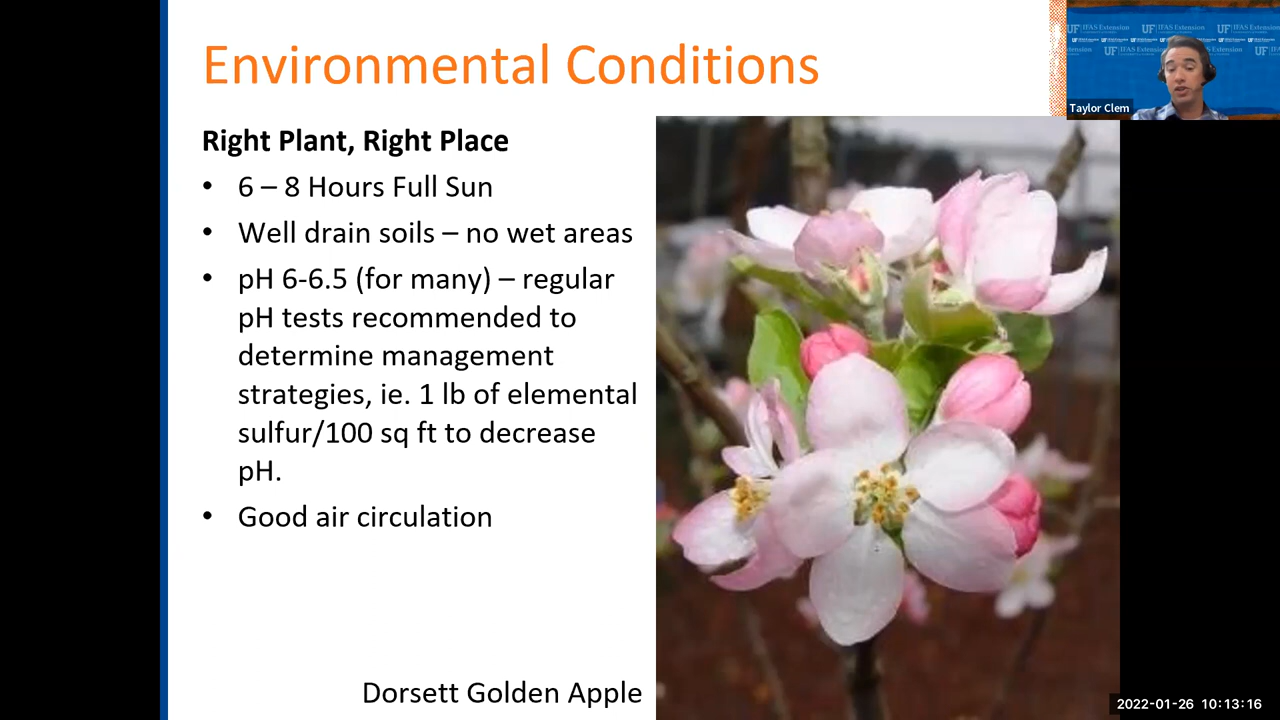 Environmental Conditions
UF IFAS Extension
UF IFAS Extension
Taylor Clem
Right Plant, Right Place
• 6 – 8 Hours Full Sun
• Well drain soils – no wet areas
• pH 6-6.5 (for many) – regular
pH tests recommended to
determine management
strategies, ie. 1 lb of elemental
sulfur/100 sq ft to decrease
pH.
• Good air circulation
Dorsett Golden Apple
2022-01-26 10:13:16